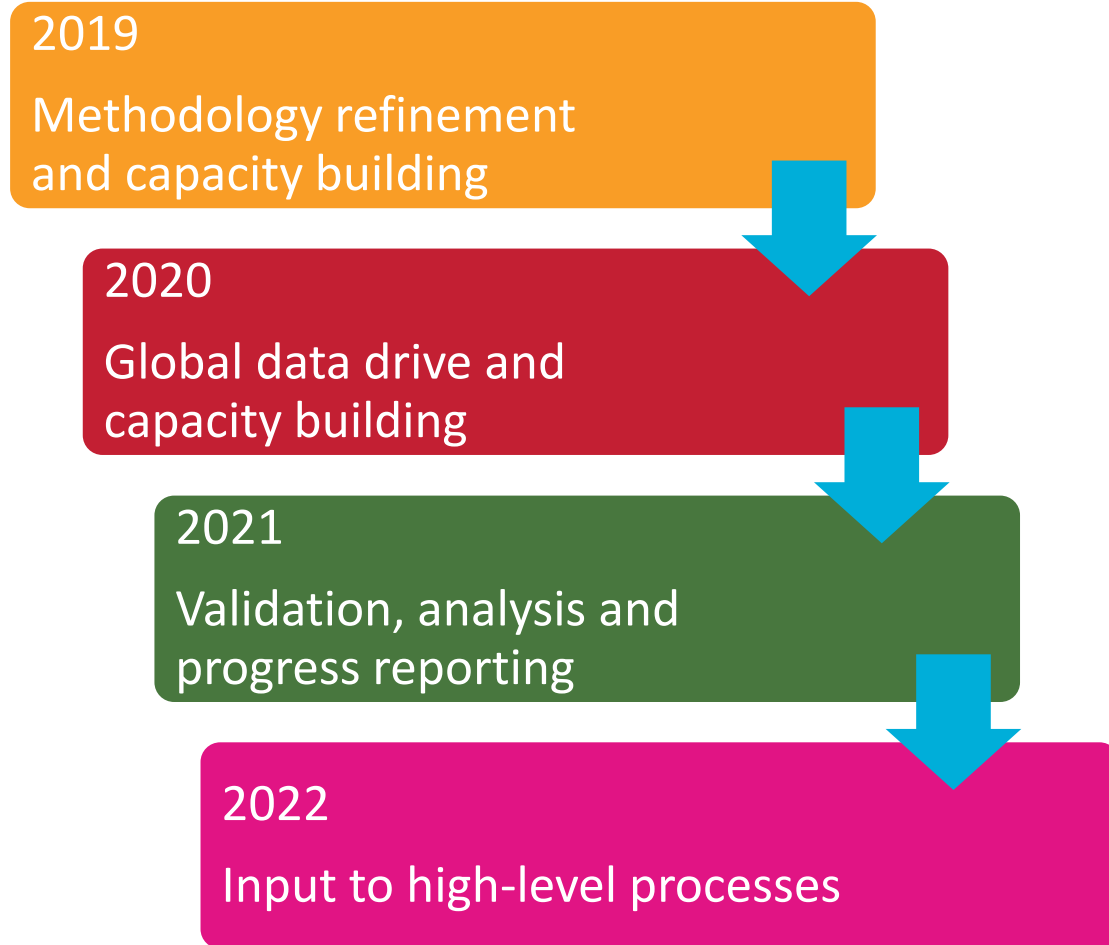 2019
Methodology refinement
and capacity building
2020
Global data drive and
capacity building
2021
Validation, analysis and
progress reporting
2022
Input to high-level processes